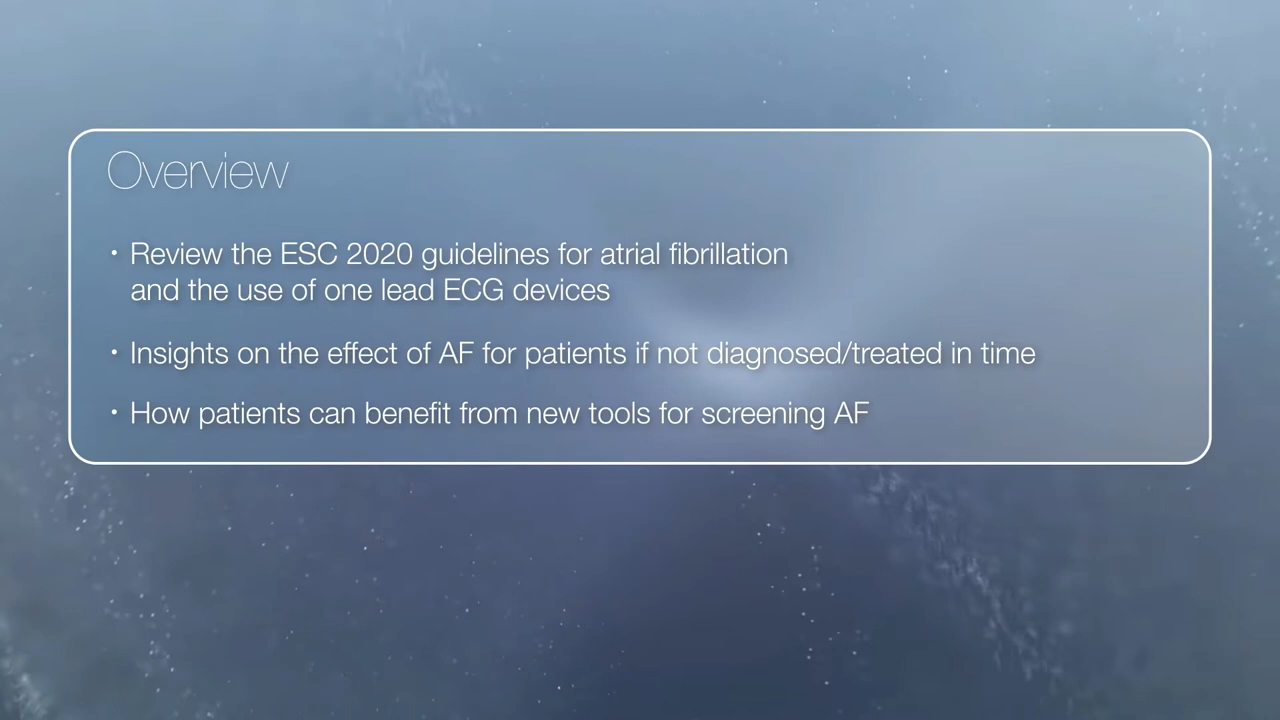 Overview
• Review the ESC 2020 guidelines for atrial fibrillation
and the use of one lead ECG devices
• Insights on the effect of AF for patients if not diagnosed/treated in time
• How patients can benefit from new tools for screening AF